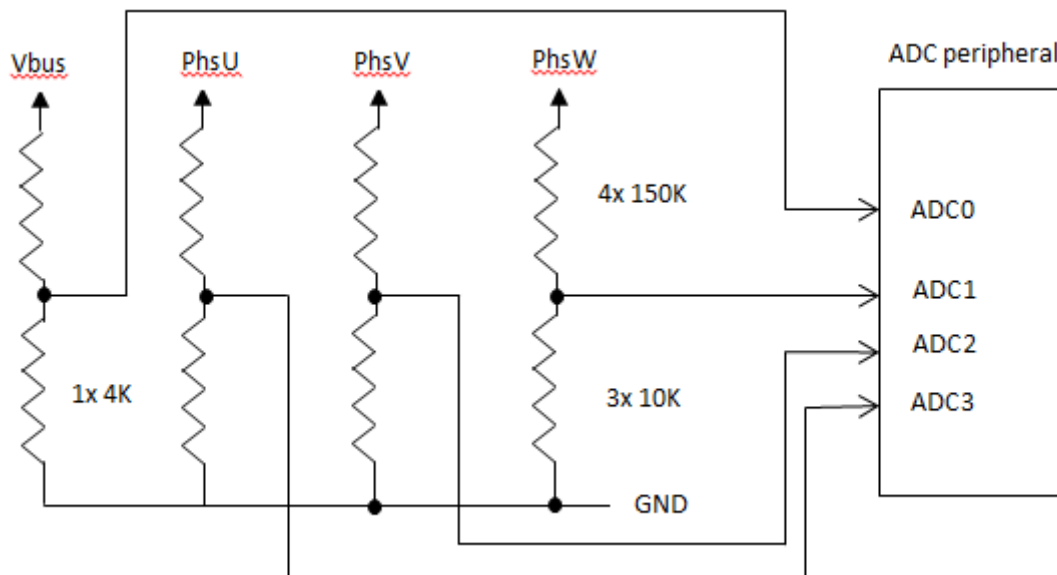 Vbus
PhsU
PhsV
PhsW
ADC peripheral
4x 150K
ADC0
ADC1
ADC2
1x 4K
3x 10K
ADC3
GND